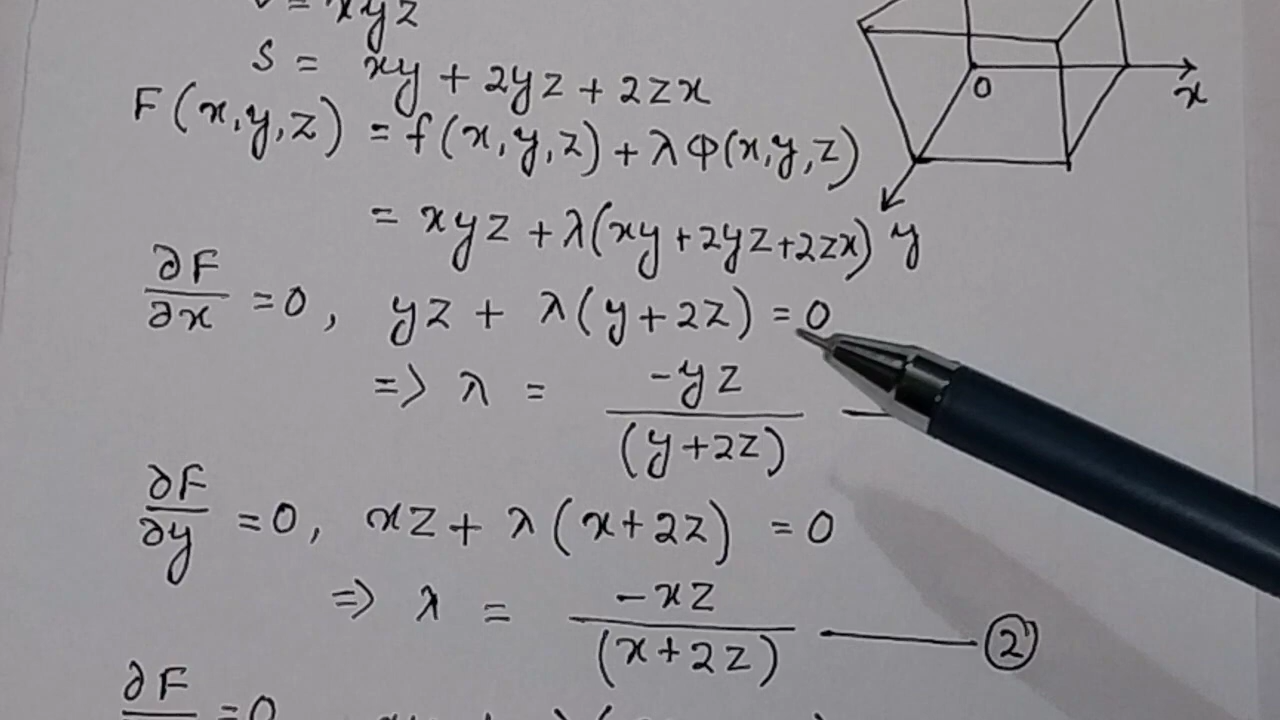 V = xyz
S = xy + 2yz + 2zx
F(x,y,z) = f(x,y,z) + λφ(x,y,z)
= xyz + λ(xy+2yz+2zx)
∂F/∂x = 0, yz + λ(y+2z) = 0
=> λ = -yz/(y+2z) —
∂F/∂y = 0, xz + λ(x+2z) = 0
=> λ = -xz/(x+2z) — ②
∂F
= 0
O
x
y